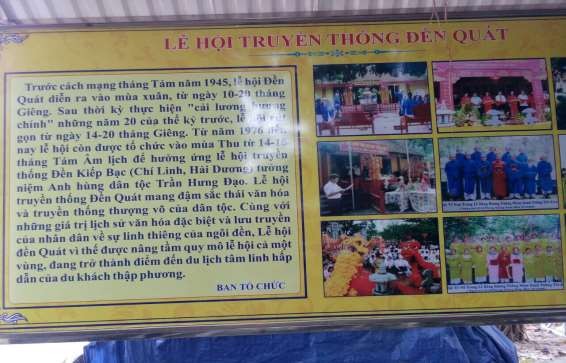 LỄ HỘI TRUYỀN THỐNG ĐỀN QUÁT
Trước cách mạng tháng Tám năm 1945, lễ hội Đền
Quát diễn ra vào mùa xuân, từ ngày 10-20 tháng
Giêng. Sau thời kỳ thực hiện "cải lương hương
chính" những năm 20 của thế kỷ trước, lễ hội rút
gọn từ ngày 14-20 tháng Giêng. Từ năm 1976 đến
nay lễ hội còn được tổ chức vào mùa Thu từ 14-16
tháng Tám Âm lịch để hưởng ứng lễ hội truyền
thống Đền Kiếp Bạc (Chí Linh, Hải Dương) tưởng
niệm Anh hùng dân tộc Trần Hưng Đạo. Lễ hội
truyền thống Đền Quát mang đậm sắc thái văn hóa
và truyền thống thượng võ của dân tộc. Cùng với
những giá trị lịch sử văn hóa đặc biệt và lưu truyền
của nhân dân về sự linh thiêng của ngôi đền, Lễ hội
đền Quát vì thế được nâng tầm quy mô lễ hội cả một
vùng, đang trở thành điểm đến du lịch tâm linh hấp
dẫn của du khách thập phương.
BAN TỔ CHỨC